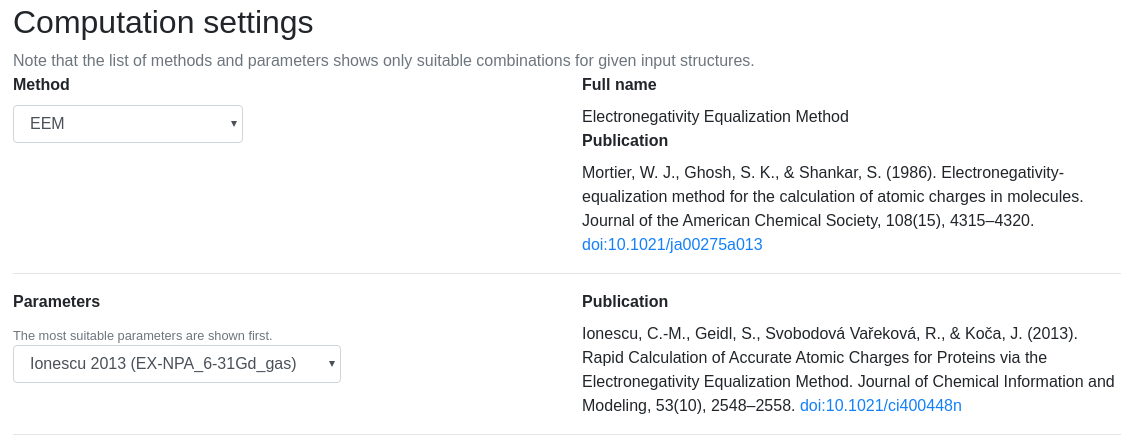 Computation settings
Note that the list of methods and parameters shows only suitable combinations for given input structures.
Method
EEM
Full name
Electronegativity Equalization Method
Publication
Mortier, W. J., Ghosh, S. K., & Shankar, S. (1986). Electronegativity-
equalization method for the calculation of atomic charges in molecules.
Journal of the American Chemical Society, 108(15), 4315–4320.
doi:10.1021/ja00275a013
Parameters
The most suitable parameters are shown first.
Ionescu 2013 (EX-NPA_6-31Gd_gas)
Publication
Ionescu, C.-M., Geidl, S., Svobodová Vařeková, R., & Koča, J. (2013).
Rapid Calculation of Accurate Atomic Charges for Proteins via the
Electronegativity Equalization Method. Journal of Chemical Information and
Modeling, 53(10), 2548–2558. doi:10.1021/ci400448n